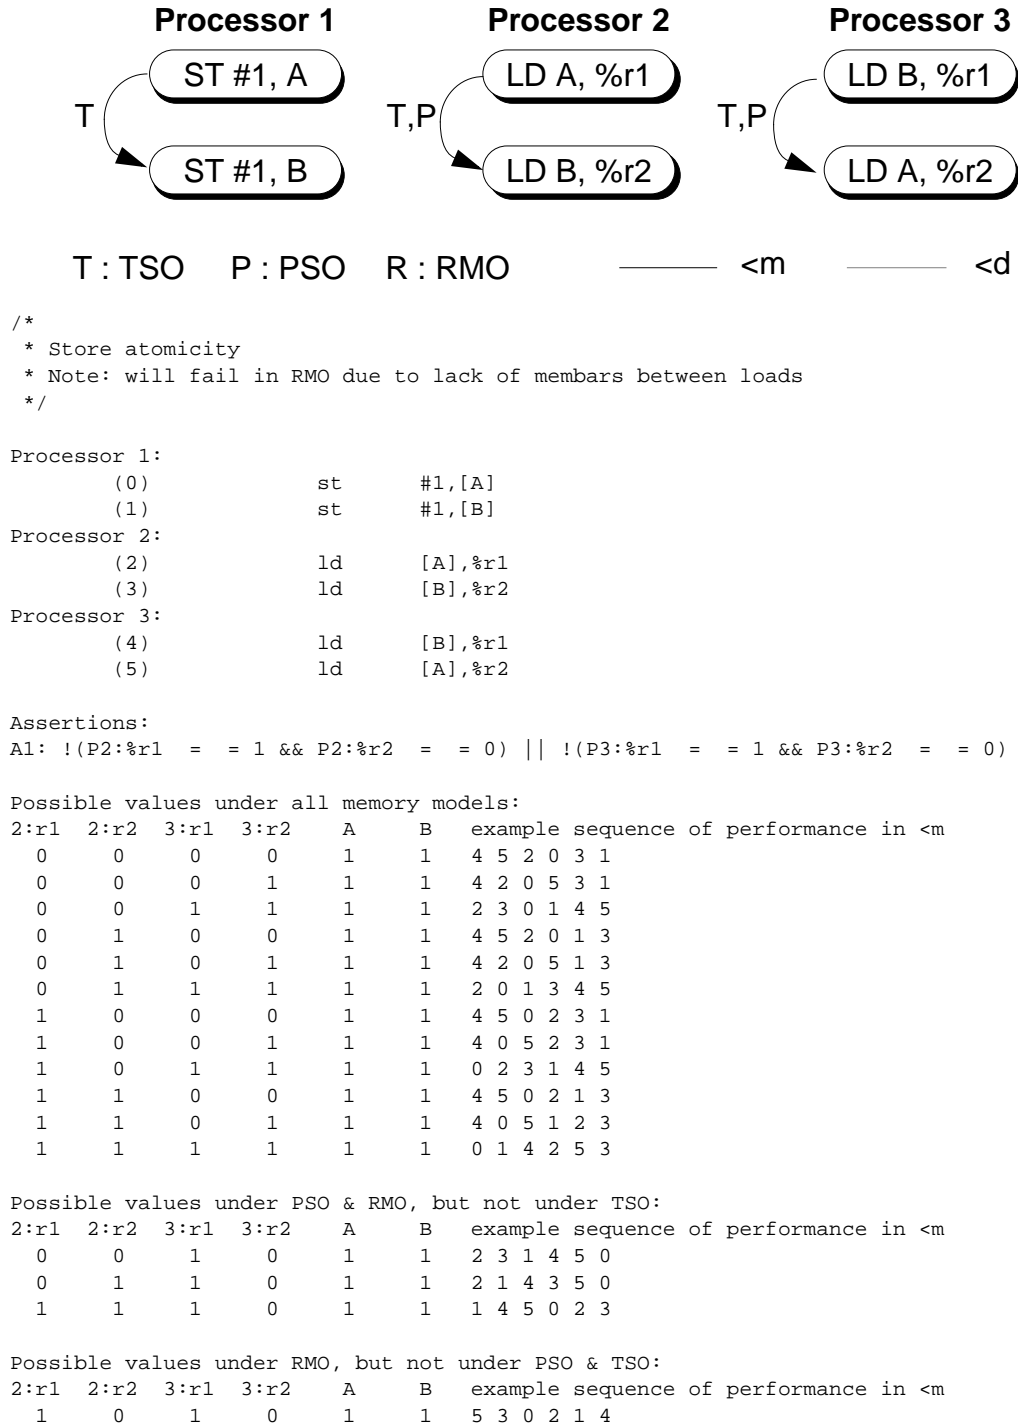 Processor 1 Processor 2 Processor 3
ST #1, A LD A, %r1 LD B, %r1
T T,P T,P
ST #1, B LD B, %r2 LD A, %r2
T : TSO P : PSO R : RMO <m <d
/*
 * Store atomicity
 * Note: will fail in RMO due to lack of membars between loads
 */
Processor 1:
(0) st #1,[A]
(1) st #1,[B]
Processor 2:
(2) ld [A],%r1
(3) ld [B],%r2
Processor 3:
(4) ld [B],%r1
(5) ld [A],%r2
Assertions:
A1: !(P2:%r1 = = 1 && P2:%r2 = = 0) || !(P3:%r1 = = 1 && P3:%r2 = = 0)
Possible values under all memory models:
2:r1 2:r2 3:r1 3:r2 A B example sequence of performance in <m
0 0 0 0 1 1 4 5 2 0 3 1
0 0 0 1 1 1 4 2 0 5 3 1
0 0 1 1 1 1 2 3 0 1 4 5
0 1 0 0 1 1 4 5 2 0 1 3
0 1 0 1 1 1 4 2 0 5 1 3
0 1 1 1 1 1 2 0 1 3 4 5
1 0 0 0 1 1 4 5 0 2 3 1
1 0 0 1 1 1 4 0 5 2 3 1
1 0 1 1 1 1 0 2 3 1 4 5
1 1 0 0 1 1 4 5 0 2 1 3
1 1 0 1 1 1 4 0 5 1 2 3
1 1 1 1 1 1 0 1 4 2 5 3
Possible values under PSO & RMO, but not under TSO:
2:r1 2:r2 3:r1 3:r2 A B example sequence of performance in <m
0 0 1 0 1 1 2 3 1 4 5 0
0 1 1 0 1 1 2 1 4 3 5 0
1 1 1 0 1 1 1 4 5 0 2 3
Possible values under RMO, but not under PSO & TSO:
2:r1 2:r2 3:r1 3:r2 A B example sequence of performance in <m
1 0 1 0 1 1 5 3 0 2 1 4